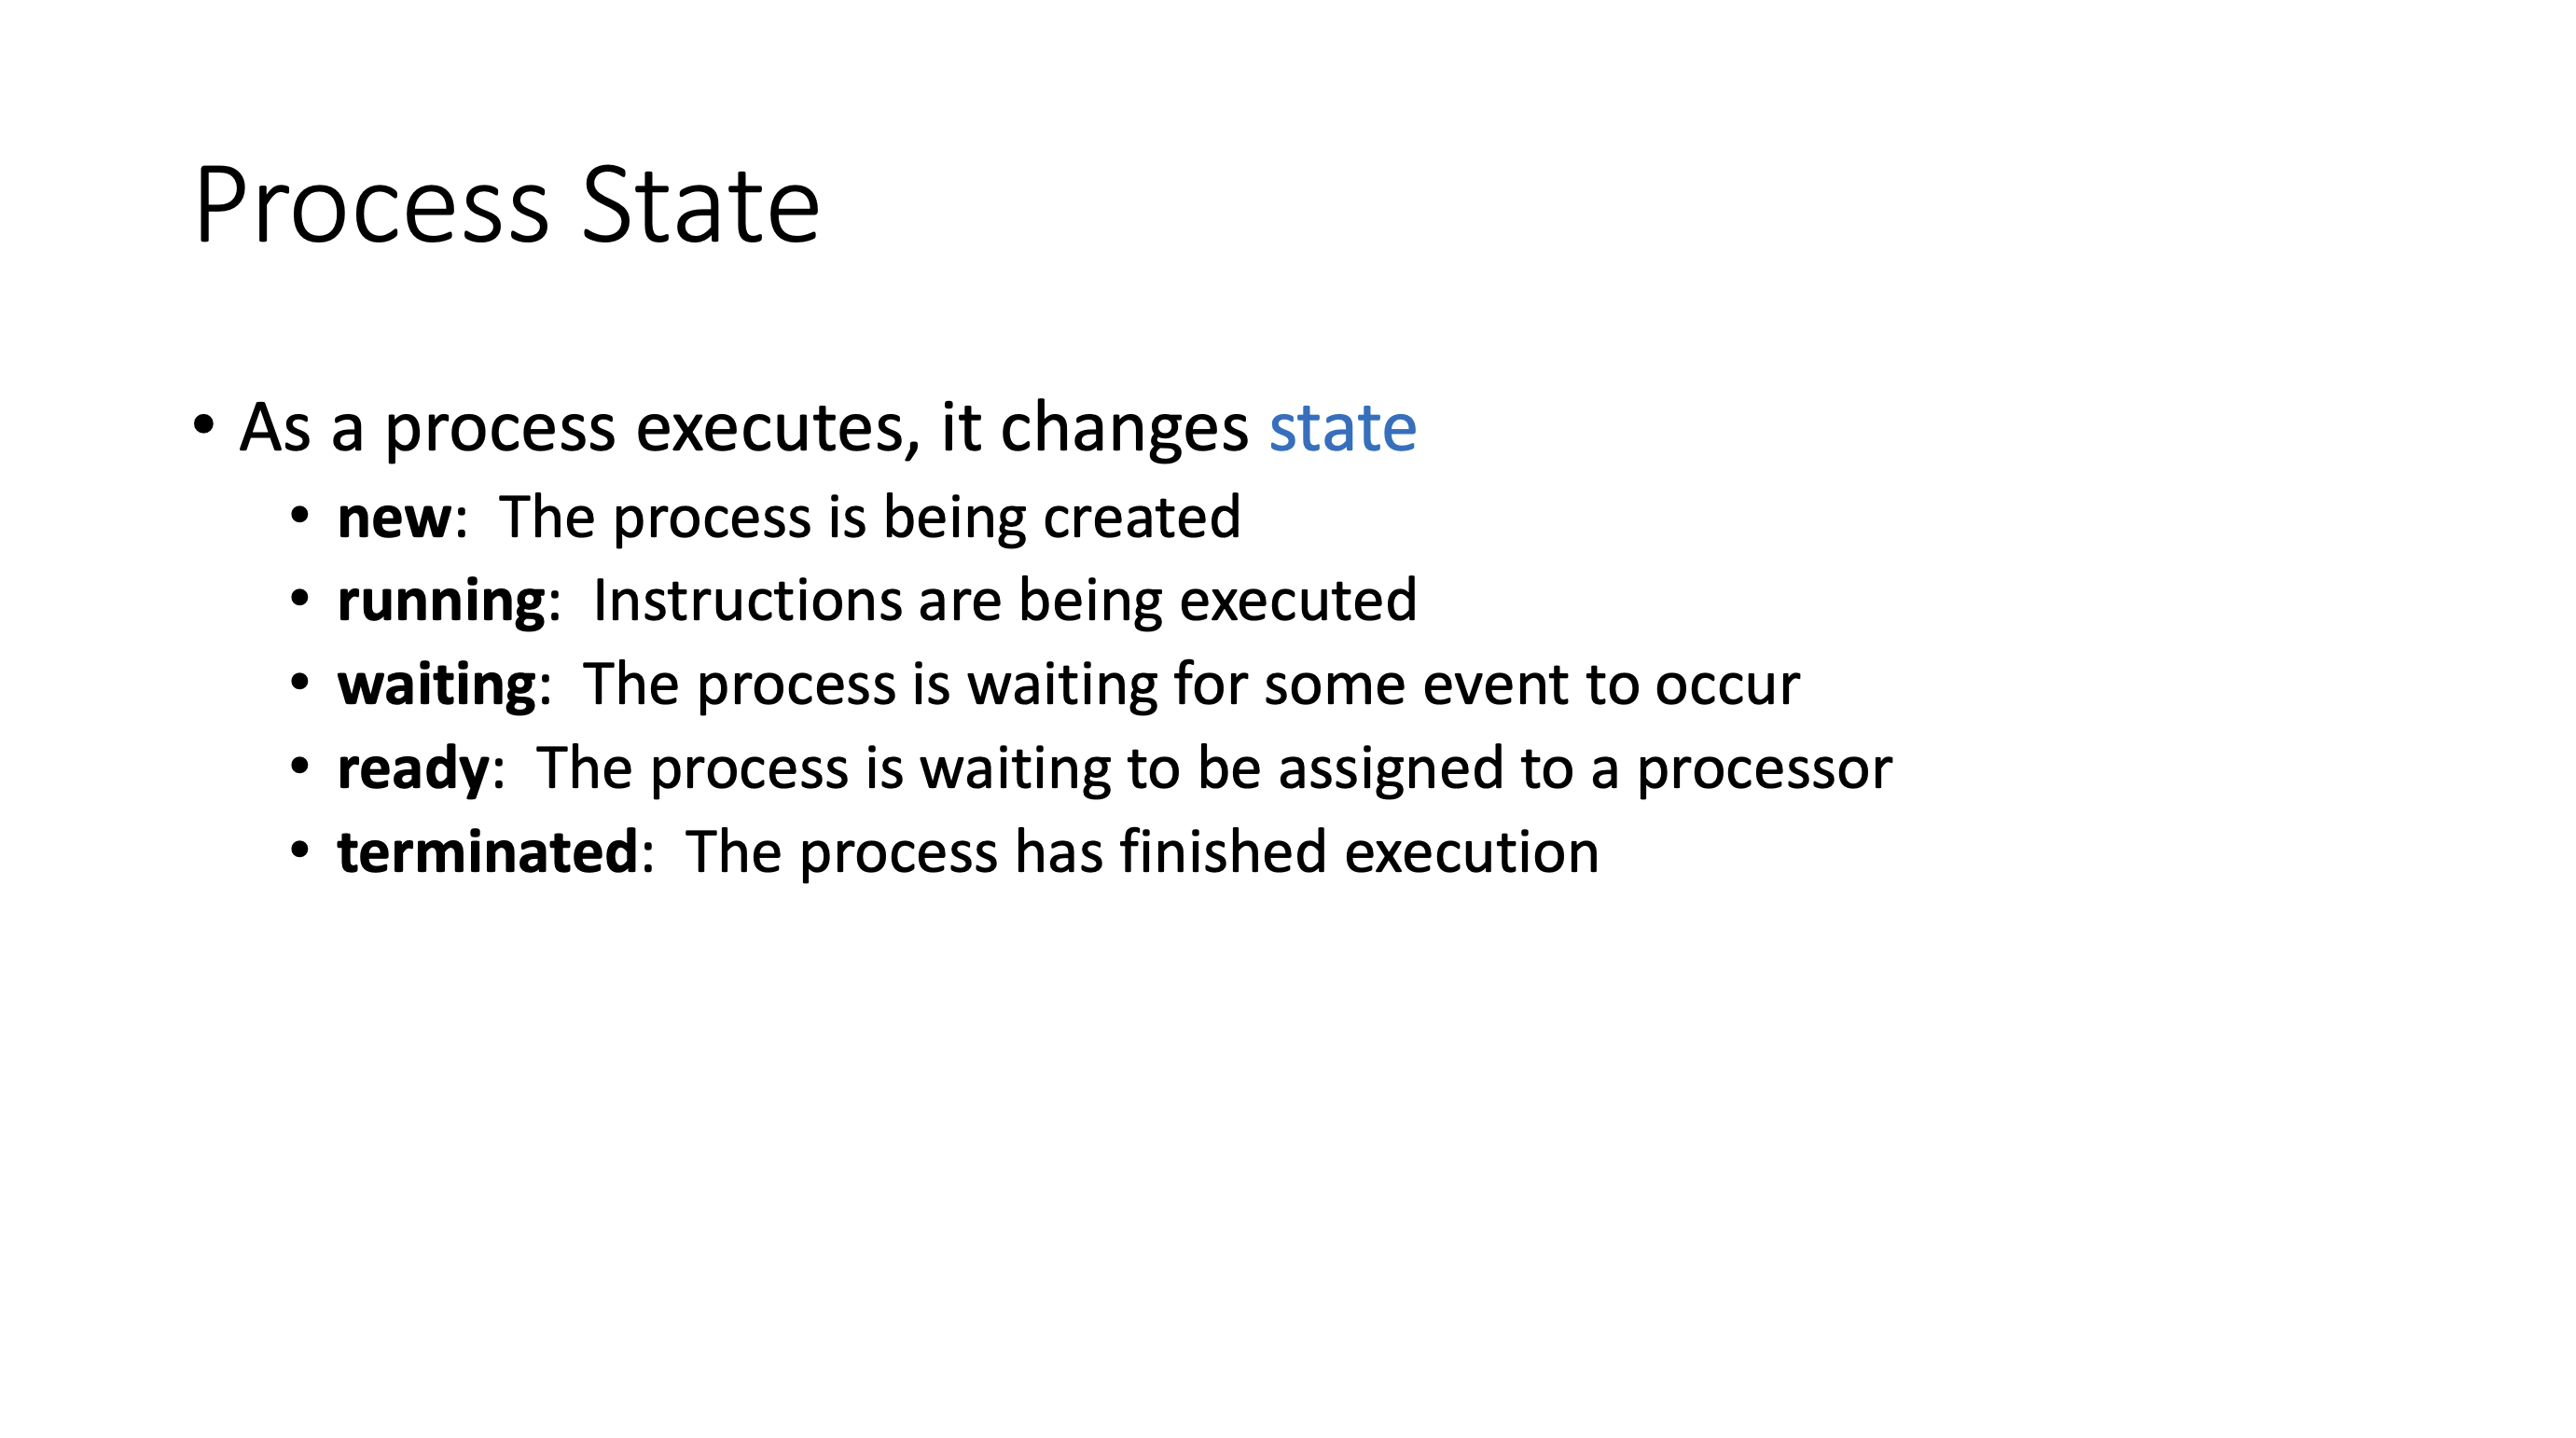 Process State
• As a process executes, it changes state
• new:  The process is being created
• running:  Instructions are being executed
• waiting:  The process is waiting for some event to occur
• ready:  The process is waiting to be assigned to a processor
• terminated:  The process has finished execution